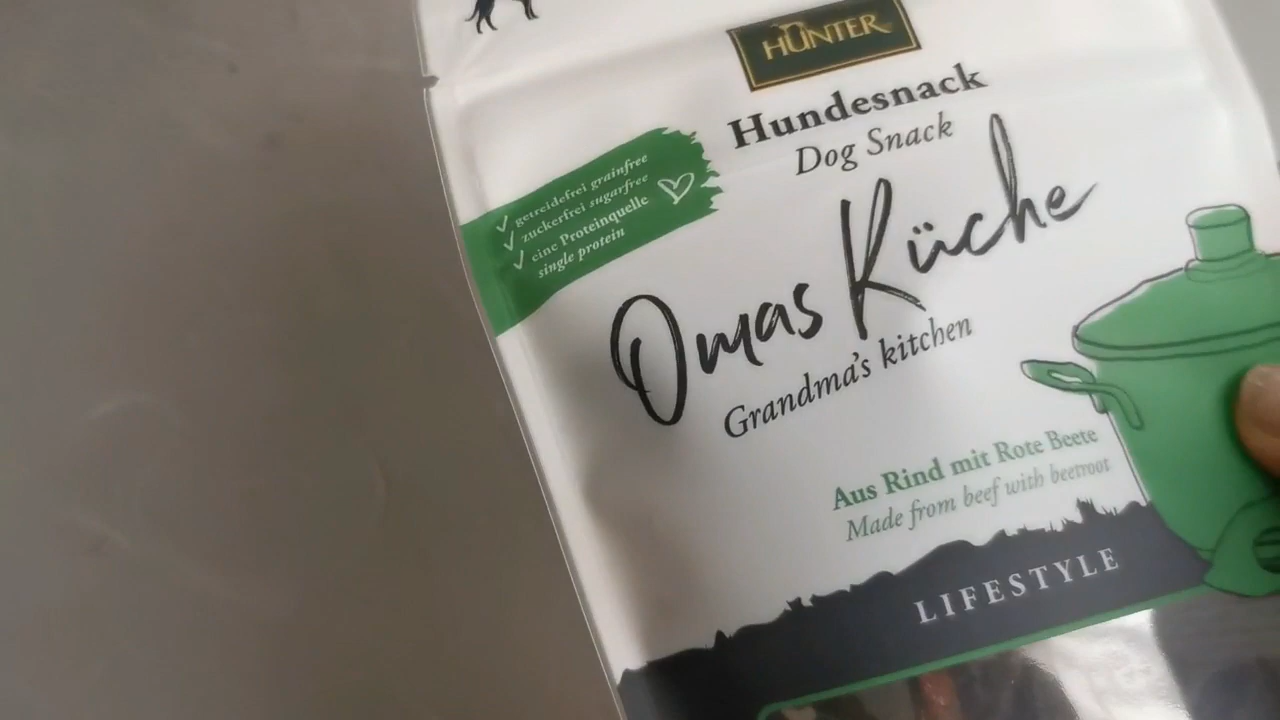 HUNTER
Hundesnack
Dog Snack
getreidefrei grainfree
zuckerfrei sugarfree
eine Proteinquelle
single protein
Omas Küche
Grandma's kitchen
Aus Rind mit Rote Beete
Made from beef with beetroot
LIFESTYLE